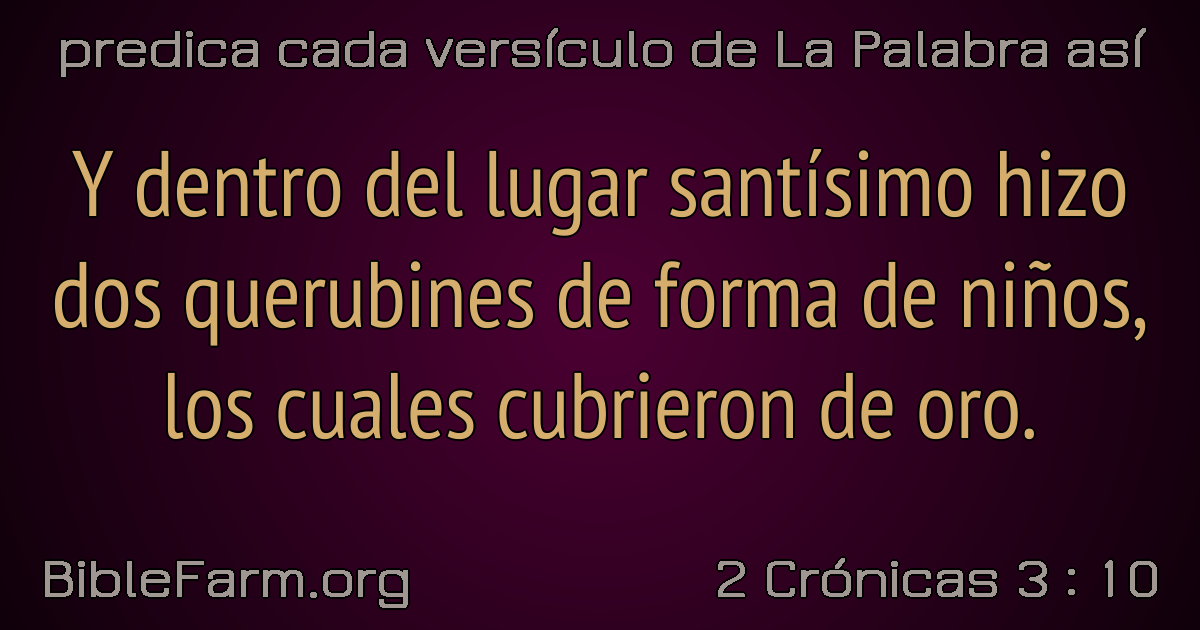 predica cada versículo de La Palabra así
Y dentro del lugar santísimo hizo
dos querubines de forma de niños,
los cuales cubrieron de oro.
BibleFarm.org
2 Crónicas 3 : 10